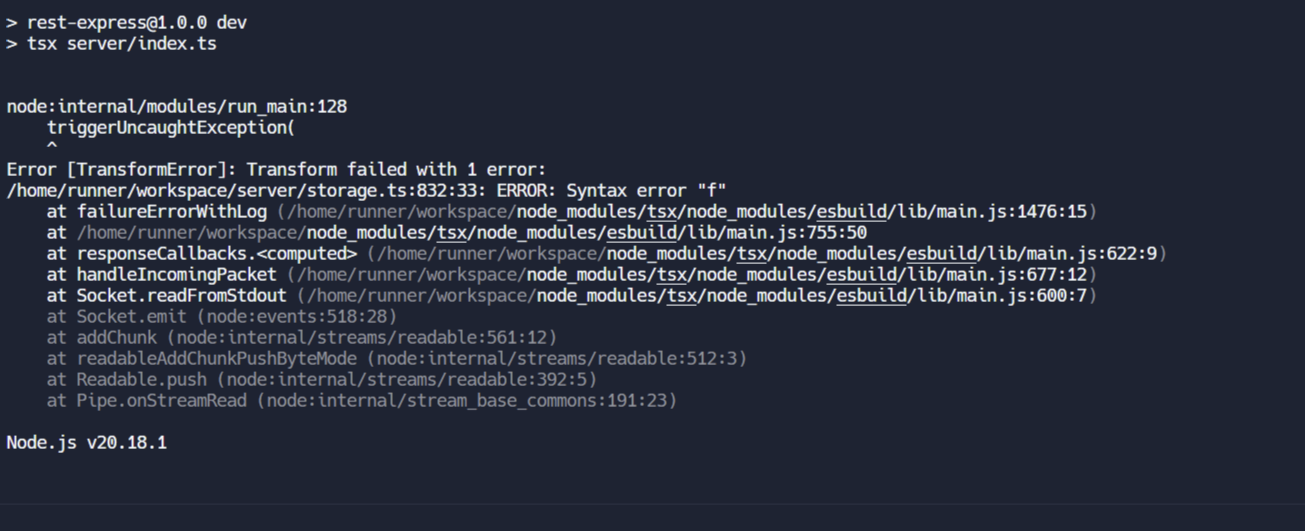 > rest-express@1.0.0 dev
> tsx server/index.ts
node:internal/modules/run_main:128
    triggerUncaughtException(
    ^
Error [TransformError]: Transform failed with 1 error:
/home/runner/workspace/server/storage.ts:832:33: ERROR: Syntax error "f"
    at failureErrorWithLog (/home/runner/workspace/node_modules/tsx/node_modules/esbuild/lib/main.js:1476:15)
    at /home/runner/workspace/node_modules/tsx/node_modules/esbuild/lib/main.js:755:50
    at responseCallbacks.<computed> (/home/runner/workspace/node_modules/tsx/node_modules/esbuild/lib/main.js:622:9)
    at handleIncomingPacket (/home/runner/workspace/node_modules/tsx/node_modules/esbuild/lib/main.js:677:12)
    at Socket.readFromStdout (/home/runner/workspace/node_modules/tsx/node_modules/esbuild/lib/main.js:600:7)
    at Socket.emit (node:events:518:28)
    at addChunk (node:internal/streams/readable:561:12)
    at readableAddChunkPushByteMode (node:internal/streams/readable:512:3)
    at Readable.push (node:internal/streams/readable:392:5)
    at Pipe.onStreamRead (node:internal/stream_base_commons:191:23)
Node.js v20.18.1